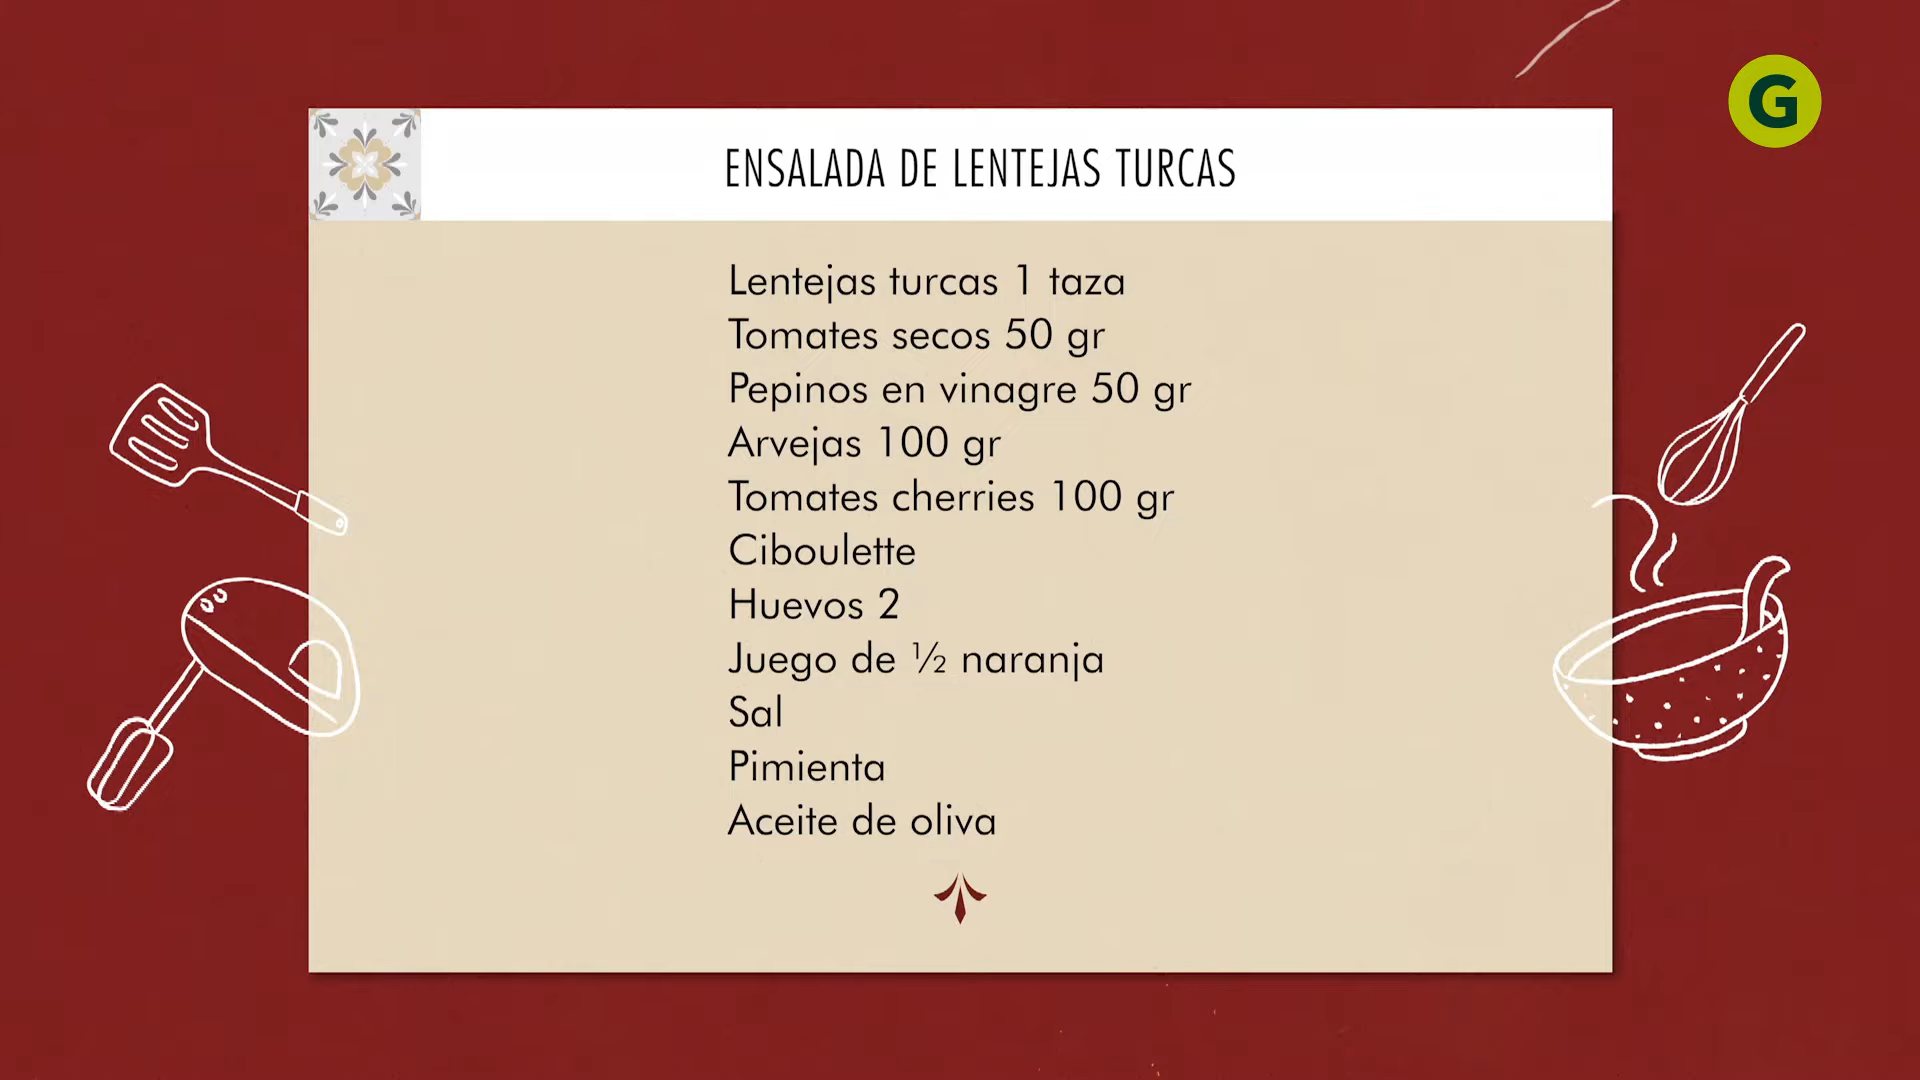 G
ENSALADA DE LENTEJAS TURCAS
Lentejas turcas 1 taza
Tomates secos 50 gr
Pepinos en vinagre 50 gr
Arvejas 100 gr
Tomates cherries 100 gr
Ciboulette
Huevos 2
Juego de ½ naranja
Sal
Pimienta
Aceite de oliva